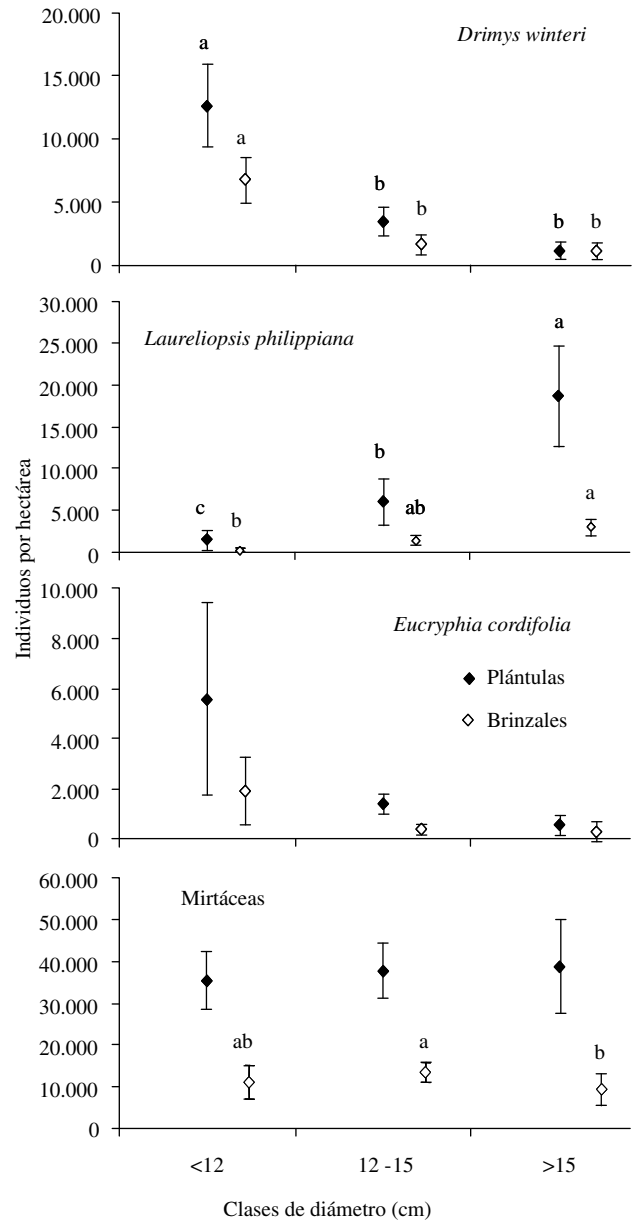 20.000
15.000
10.000
5.000
0
Drimys winteri
a
a
b
b
b
b
30.000
25.000
20.000
15.000
10.000
5.000
0
Laureliopsis philippiana
c
b
b
ab
a
a
10.000
8.000
6.000
4.000
2.000
0
Eucryphia cordifolia
Plántulas
Brinzales
60.000
50.000
40.000
30.000
20.000
10.000
0
Mirtáceas
ab
a
b
<12
12 -15
>15
Clases de diámetro (cm)
Individuos por hectárea